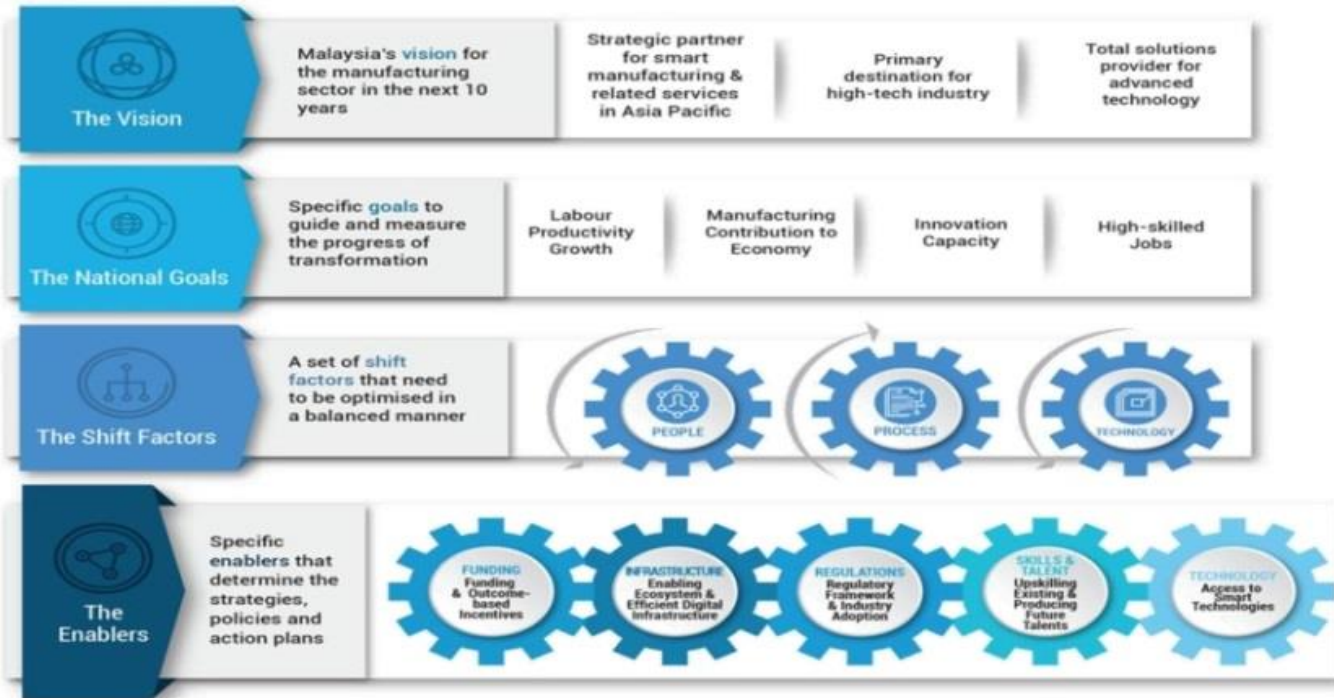 The Vision
Malaysia's vision for
the manufacturing
sector in the next 10
years
Strategic partner
for smart
manufacturing &
related services
in Asia Pacific
Primary
destination for
high-tech industry
Total solutions
provider for
advanced
technology
The National Goals
Specific goals to
guide and measure
the progress of
transformation
Labour
Productivity
Growth
Manufacturing
Contribution to
Economy
Innovation
Capacity
High-skilled
Jobs
The Shift Factors
A set of shift
factors that need
to be optimised in
a balanced manner
PEOPLE
PROCESS
TECHNOLOGY
The
Enablers
Specific
enablers that
determine the
strategies,
policies and
action plans
FUNDING
Funding
& Outcome-
based
Incentives
INFRASTRUCTURE
Enabling
Ecosystem &
Efficient Digital
Infrastructure
REGULATIONS
Regulatory
Framework
& Industry
Adoption
SKILLS &
TALENT
Upskilling
Existing &
Producing
Future
Talents
TECHNOLOGY
Access to
Smart
Technologies